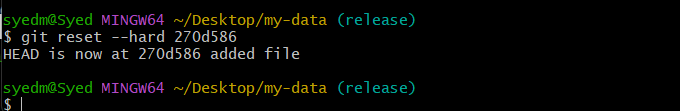 syedm@Syed MINGW64 ~/Desktop/my-data (release)
$ git reset --hard 270d586
HEAD is now at 270d586 added file
syedm@Syed MINGW64 ~/Desktop/my-data (release)
$